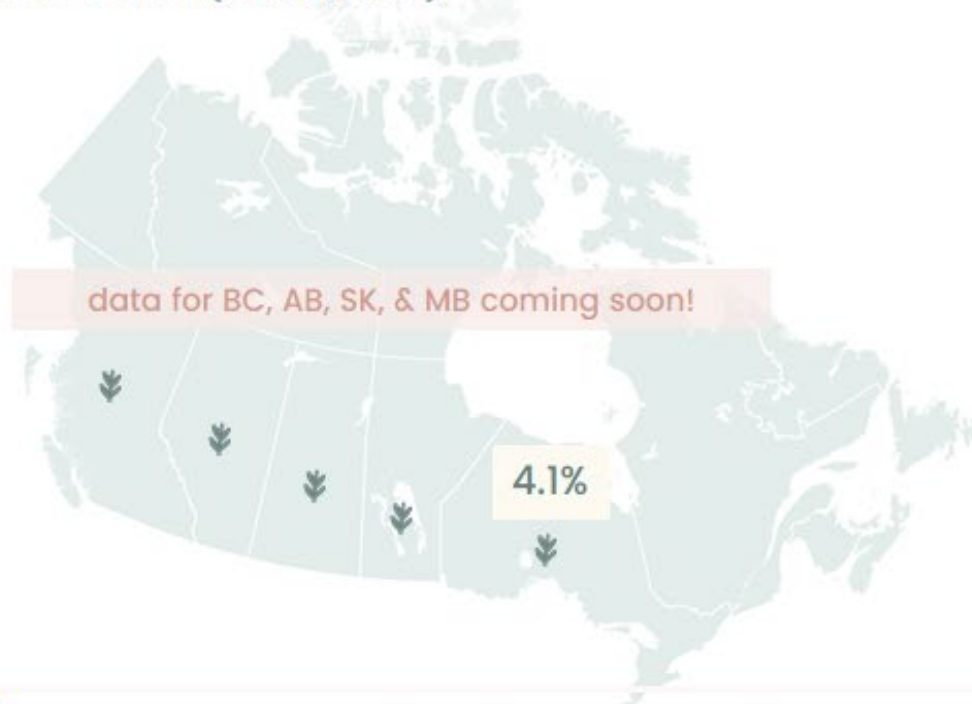 data for BC, AB, SK, & MB coming soon!
4.1%